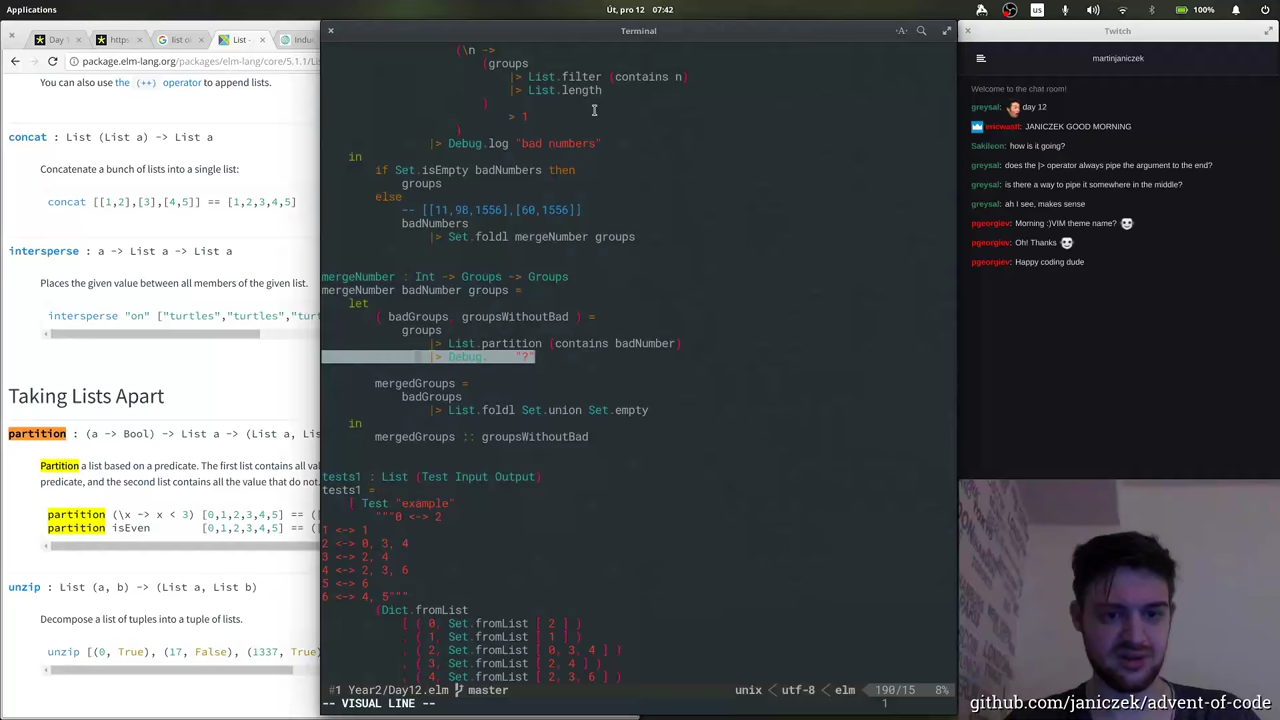 Applications
Út, pro 12 07:42
us
100%
Day 1
https
list o
List -
Indu
package.elm-lang.org/packages/elm-lang/core/5.1.1/Li
You can also use the (++) operator to append lists.
concat : List (List a) -> List a
Concatenate a bunch of lists into a single list:
concat [[1,2],[3],[4,5]] == [1,2,3,4,5]
intersperse : a -> List a -> List a
Places the given value between all members of the given list.
intersperse "on" ["turtles","turtles","turt
Taking Lists Apart
partition : (a -> Bool) -> List a -> (List a, Lis
Partition a list based on a predicate. The first list contains all val
predicate, and the second list contains all the value that do not.
partition (\x -> x < 3) [0,1,2,3,4,5] == ([
partition isEven [0,1,2,3,4,5] == ([
unzip : List (a, b) -> (List a, List b)
Decompose a list of tuples into a tuple of lists.
unzip [(0, True), (17, False), (1337, True)
Terminal
(\n ->
(groups
|> List.filter (contains n)
|> List.length
)
> 1
)
|> Debug.log "bad numbers"
in
if Set.isEmpty badNumbers then
groups
else
-- [[11,98,1556],[60,1556]]
badNumbers
|> Set.foldl mergeNumber groups
mergeNumber : Int -> Groups -> Groups
mergeNumber badNumber groups =
let
( badGroups, groupsWithoutBad ) =
groups
|> List.partition (contains badNumber)
|> Debug. "?"
mergedGroups =
badGroups
|> List.foldl Set.union Set.empty
in
mergedGroups :: groupsWithoutBad
tests1 : List (Test Input Output)
tests1 =
[ Test "example"
"""0 <-> 2
1 <-> 1
2 <-> 0, 3, 4
3 <-> 2, 4
4 <-> 2, 3, 6
5 <-> 6
6 <-> 4, 5"""
(Dict.fromList
[ ( 0, Set.fromList [ 2 ] )
, ( 1, Set.fromList [ 1 ] )
, ( 2, Set.fromList [ 0, 3, 4 ] )
, ( 3, Set.fromList [ 2, 4 ] )
, ( 4, Set.fromList [ 2, 3, 6 ] )
#1 Year2/Day12.elm master unix < utf-8 < elm 190/15 8%
-- VISUAL LINE -- 1
Twitch
martinjaniczek
Welcome to the chat room!
greysal: day 12
ericwastl: JANICZEK GOOD MORNING
Sakileon: how is it going?
greysal: does the |> operator always pipe the argument to the end?
greysal: is there a way to pipe it somewhere in the middle?
greysal: ah I see, makes sense
pgeorgiev: Morning :)VIM theme name?
pgeorgiev: Oh! Thanks
pgeorgiev: Happy coding dude
github.com/janiczek/advent-of-code